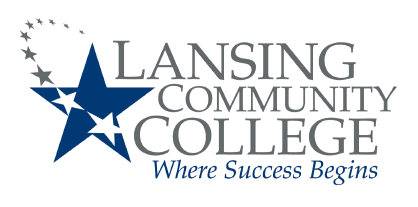 LANSING
COMMUNITY
COLLEGE
Where Success Begins